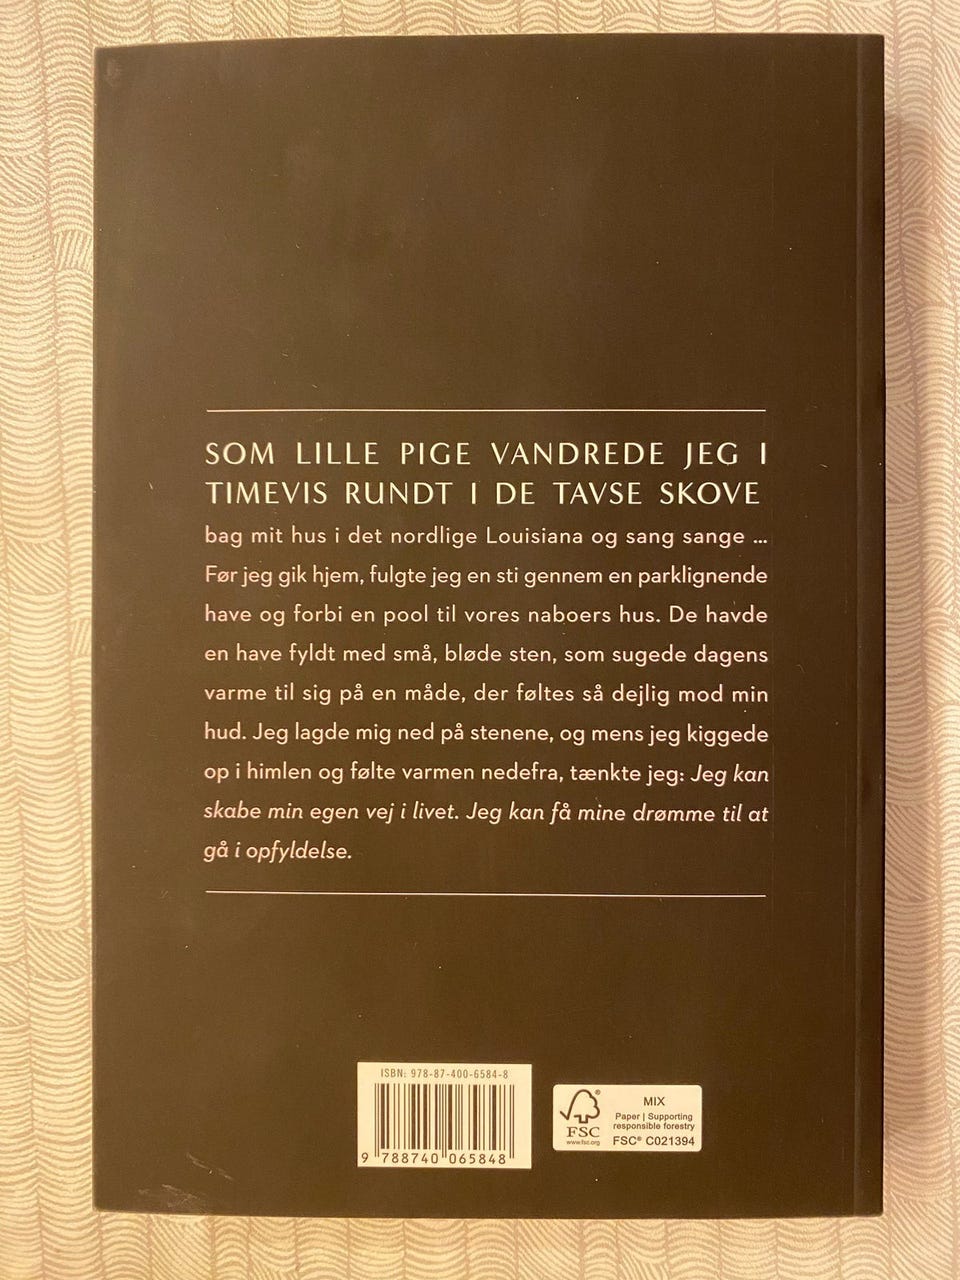 SOM LILLE PIGE VANDREDE JEG I
TIMEVIS RUNDT I DE TAVSE SKOVE
bag mit hus i det nordlige Louisiana og sang sange ...
Før jeg gik hjem, fulgte jeg en sti gennem en parklignende
have og forbi en pool til vores naboers hus. De havde
en have fyldt med små, bløde sten, som sugede dagens
varme til sig på en måde, der føltes så dejlig mod min
hud. Jeg lagde mig ned på stenene, og mens jeg kiggede
op i himlen og følte varmen nedefra, tænkte jeg: Jeg kan
skabe min egen vej i livet. Jeg kan få mine drømme til at
gå i opfyldelse.
ISBN: 978-87-400-6584-8
9 788740 065848
FSC®
www.fsc.org
MIX
Paper | Supporting
responsible forestry
FSC® C021394